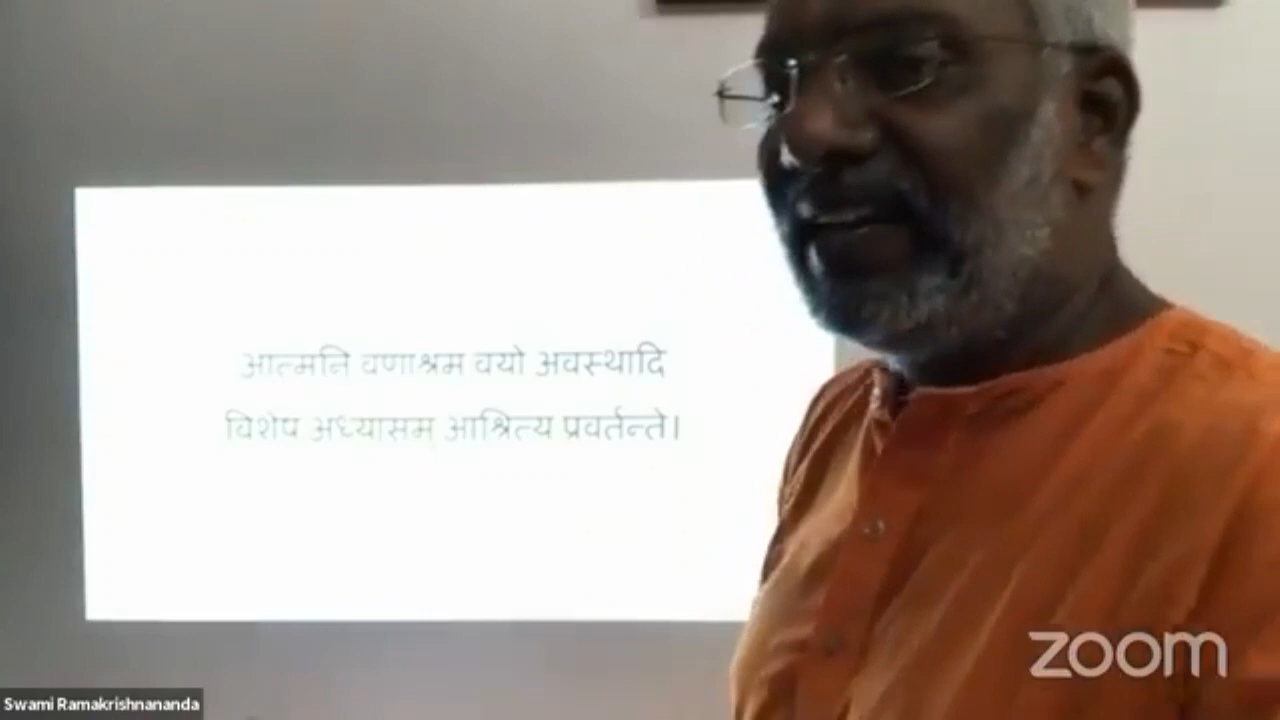 आत्मनि वर्णाश्रम वयो अवस्थादि
विशेष अध्यासम् आश्रित्य प्रवर्तन्ते।
zoom
Swami Ramakrishnananda